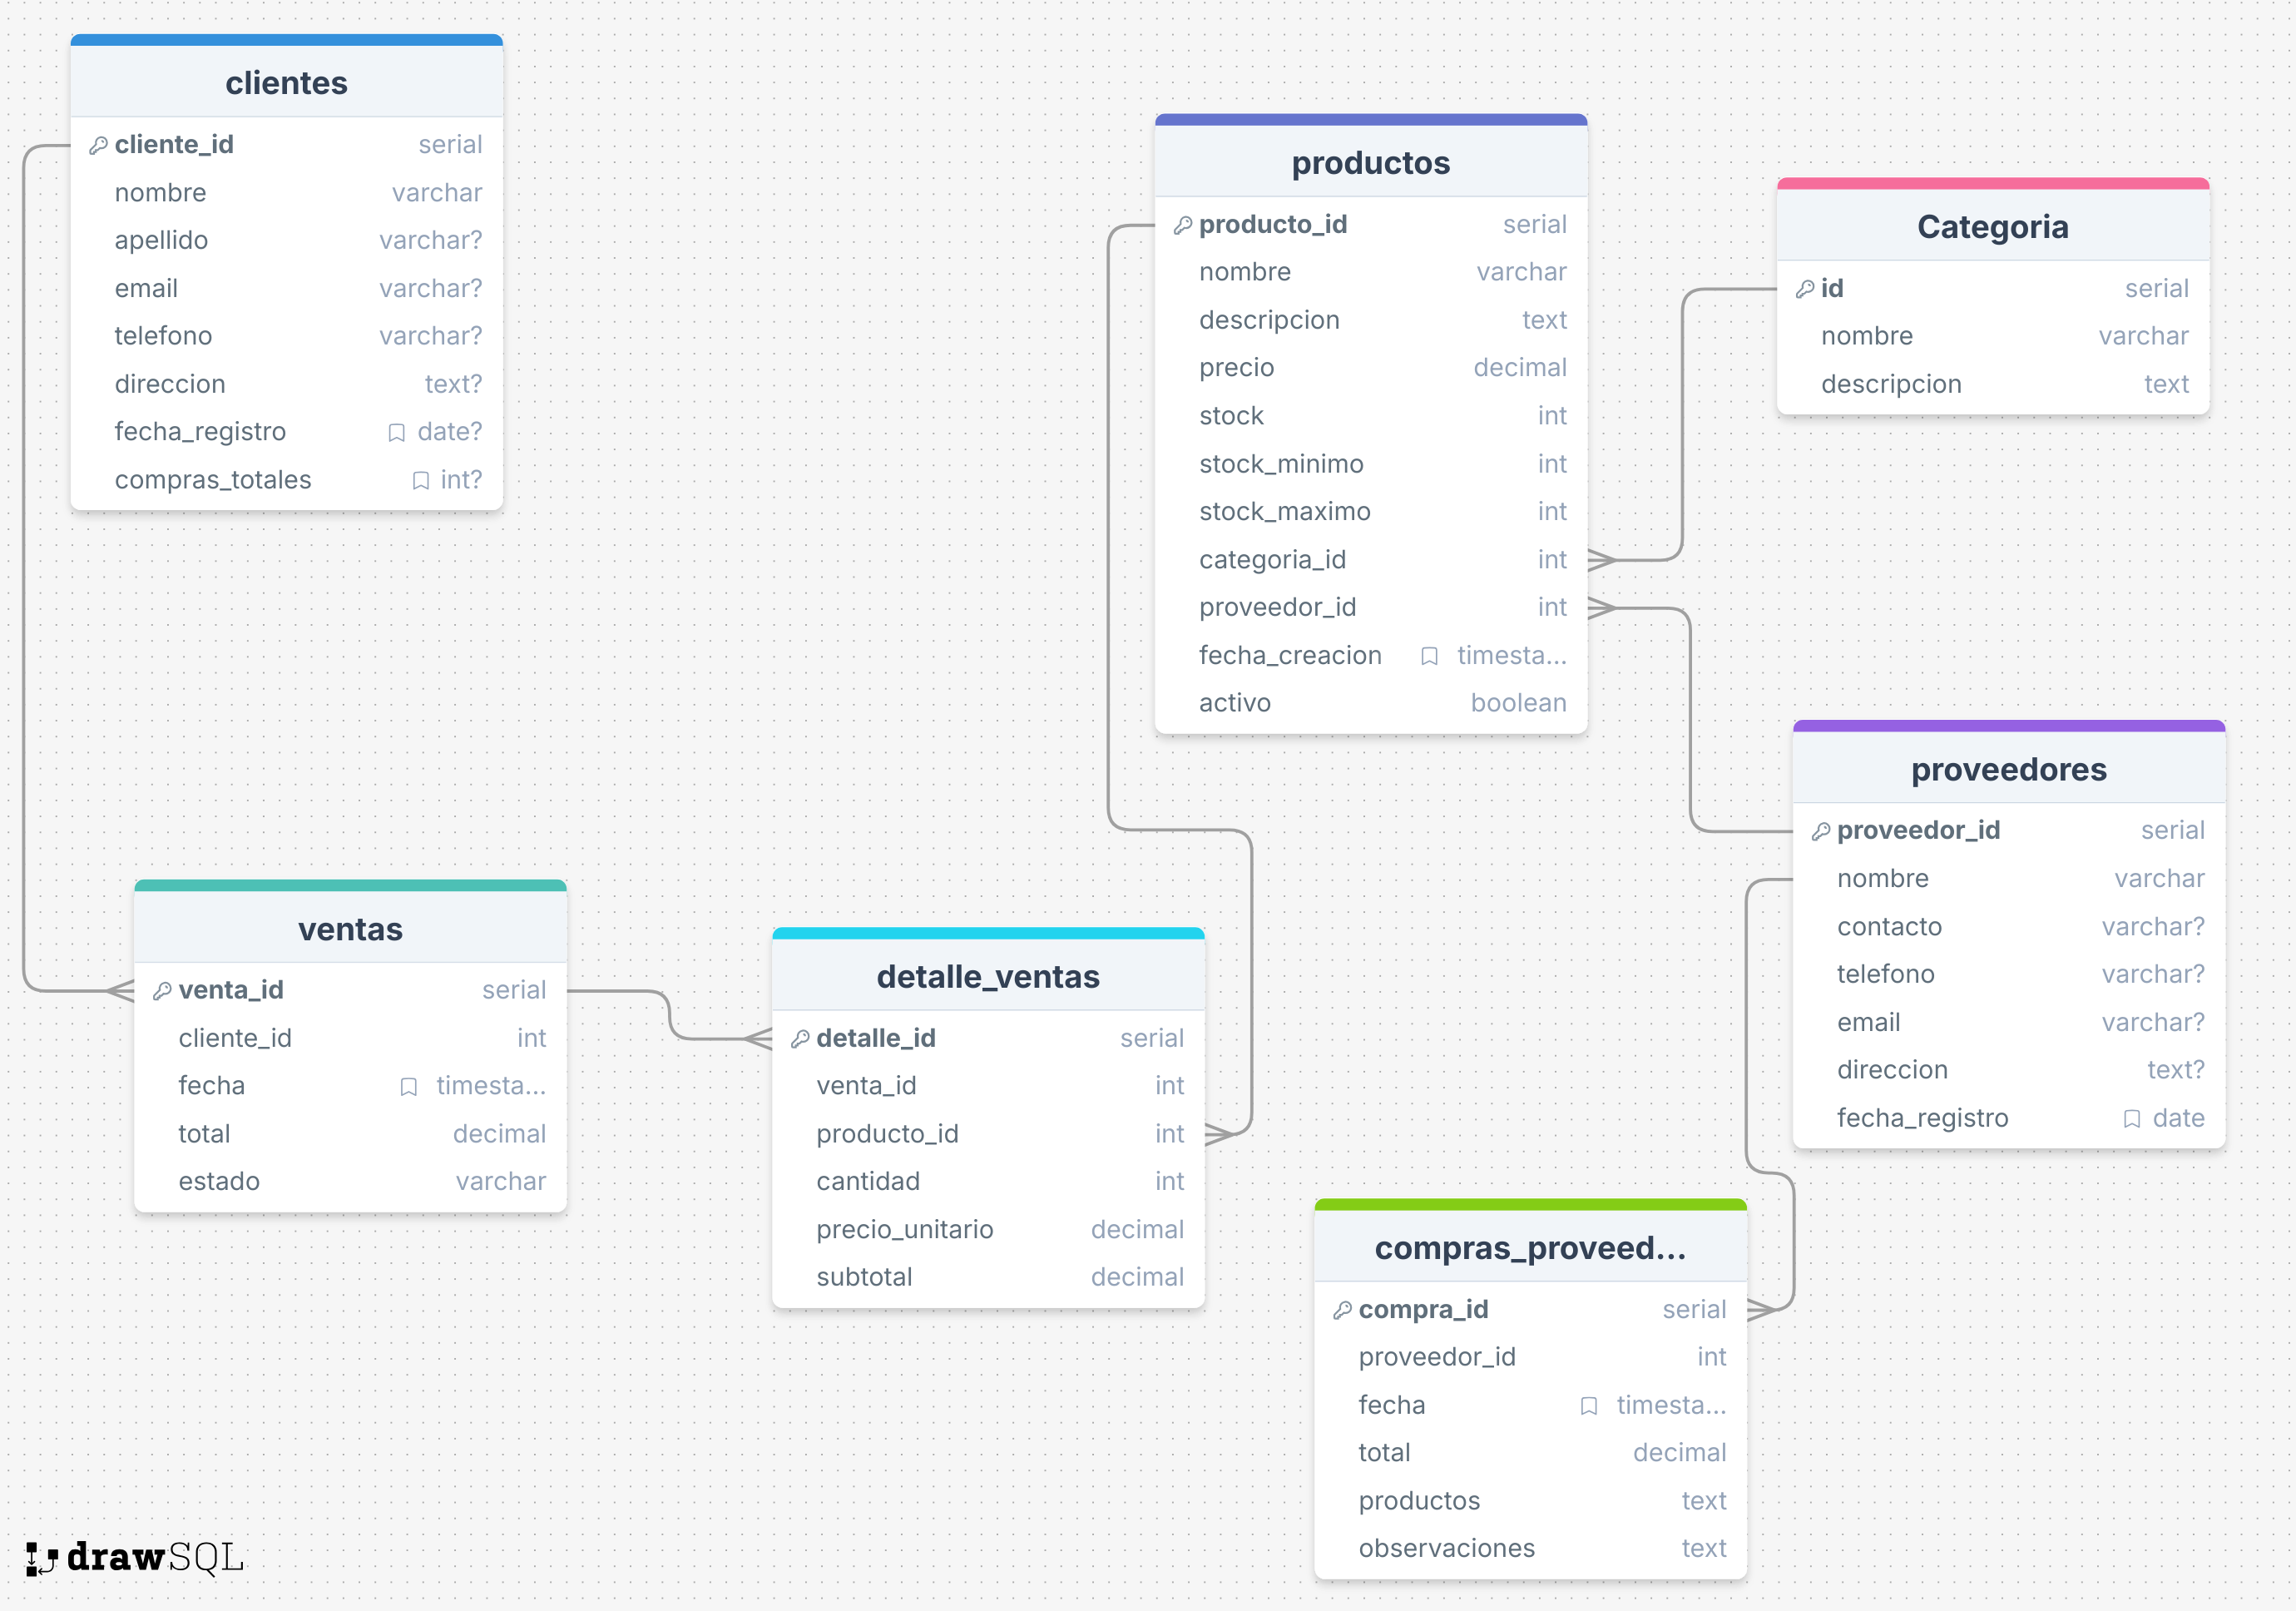 clientes
cliente_id serial
nombre varchar
apellido varchar?
email varchar?
telefono varchar?
direccion text?
fecha_registro date?
compras_totales int?
productos
producto_id serial
nombre varchar
descripcion text
precio decimal
stock int
stock_minimo int
stock_maximo int
categoria_id int
proveedor_id int
fecha_creacion timesta...
activo boolean
Categoria
id serial
nombre varchar
descripcion text
proveedores
proveedor_id serial
nombre varchar
contacto varchar?
telefono varchar?
email varchar?
direccion text?
fecha_registro date
ventas
venta_id serial
cliente_id int
fecha timesta...
total decimal
estado varchar
detalle_ventas
detalle_id serial
venta_id int
producto_id int
cantidad int
precio_unitario decimal
subtotal decimal
compras_proveed...
compra_id serial
proveedor_id int
fecha timesta...
total decimal
productos text
observaciones text
drawSQL